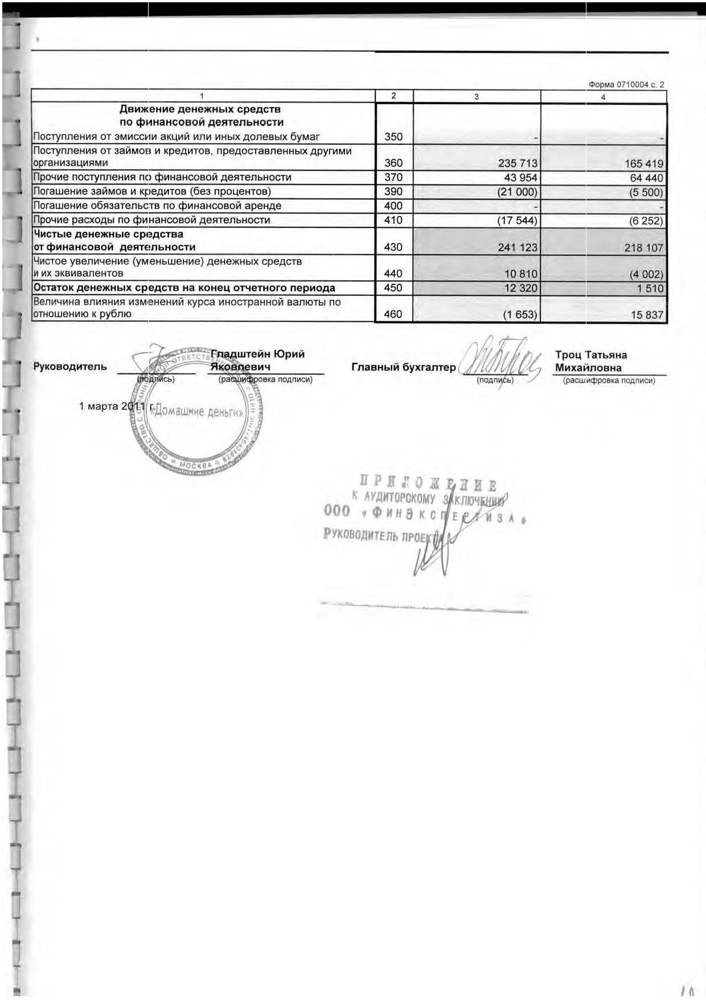 Форма 0710004 с. 2
1 2 3 4
Движение денежных средств
по финансовой деятельности
Поступления от эмиссии акций или иных долевых бумаг 350 - -
Поступления от займов и кредитов, предоставленных другими
организациями 360 235 713 165 419
Прочие поступления по финансовой деятельности 370 43 954 64 440
Погашение займов и кредитов (без процентов) 390 (21 000) (5 500)
Погашение обязательств по финансовой аренде 400 - -
Прочие расходы по финансовой деятельности 410 (17 544) (6 252)
Чистые денежные средства
от финансовой деятельности 430 241 123 218 107
Чистое увеличение (уменьшение) денежных средств
и их эквивалентов 440 10 810 (4 002)
Остаток денежных средств на конец отчетного периода 450 12 320 1 510
Величина влияния изменений курса иностранной валюты по
отношению к рублю 460 (1 653) 15 837
Гладштейн Юрий Троц Татьяна
Руководитель Яковлевич Главный бухгалтер Михайловна
(подпись) (расшифровка подписи) (подпись) (расшифровка подписи)
1 марта 2011 г.
«Домашние деньги»
ОБЩЕСТВО С ОГРАНИЧЕННОЙ ОТВЕТСТВЕННОСТЬЮ
МОСКВА
ПРИЛОЖЕНИЕ
К АУДИТОРСКОМУ ЗАКЛЮЧЕНИЮ
ООО «ФИНЭКСПЕРТИЗА»
РУКОВОДИТЕЛЬ ПРОЕКТА